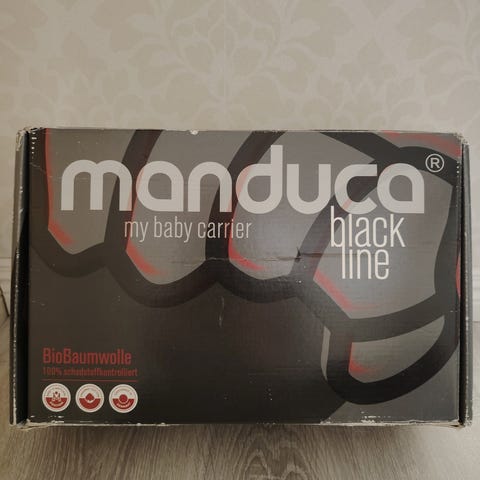 manduca®
my baby carrier
black
line
BioBaumwolle
100% schadstoffkontrolliert